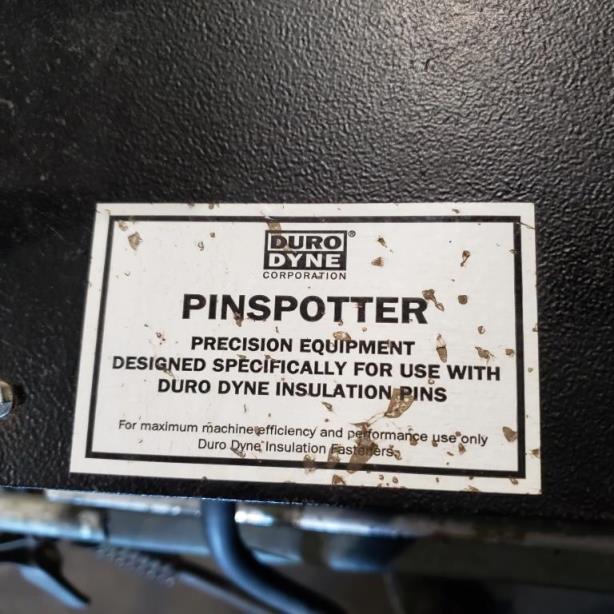 DURO®
DYNE
CORPORATION
PINSPOTTER
PRECISION EQUIPMENT
DESIGNED SPECIFICALLY FOR USE WITH
DURO DYNE INSULATION PINS
For maximum machine efficiency and performance use only
Duro Dyne Insulation Fasteners.